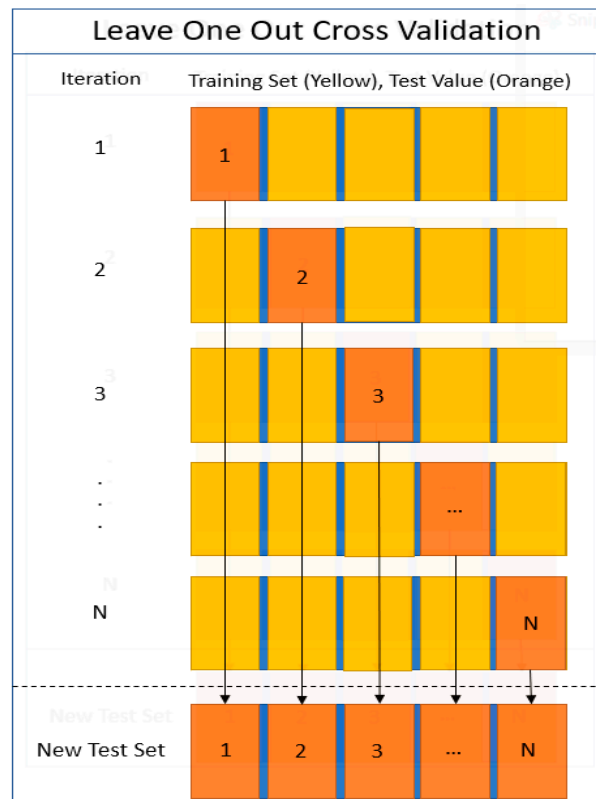 Leave One Out Cross Validation
Iteration Training Set (Yellow), Test Value (Orange)
1 1
2 2
3 3
. ...
.
.
N N
New Test Set 1 2 3 ... N